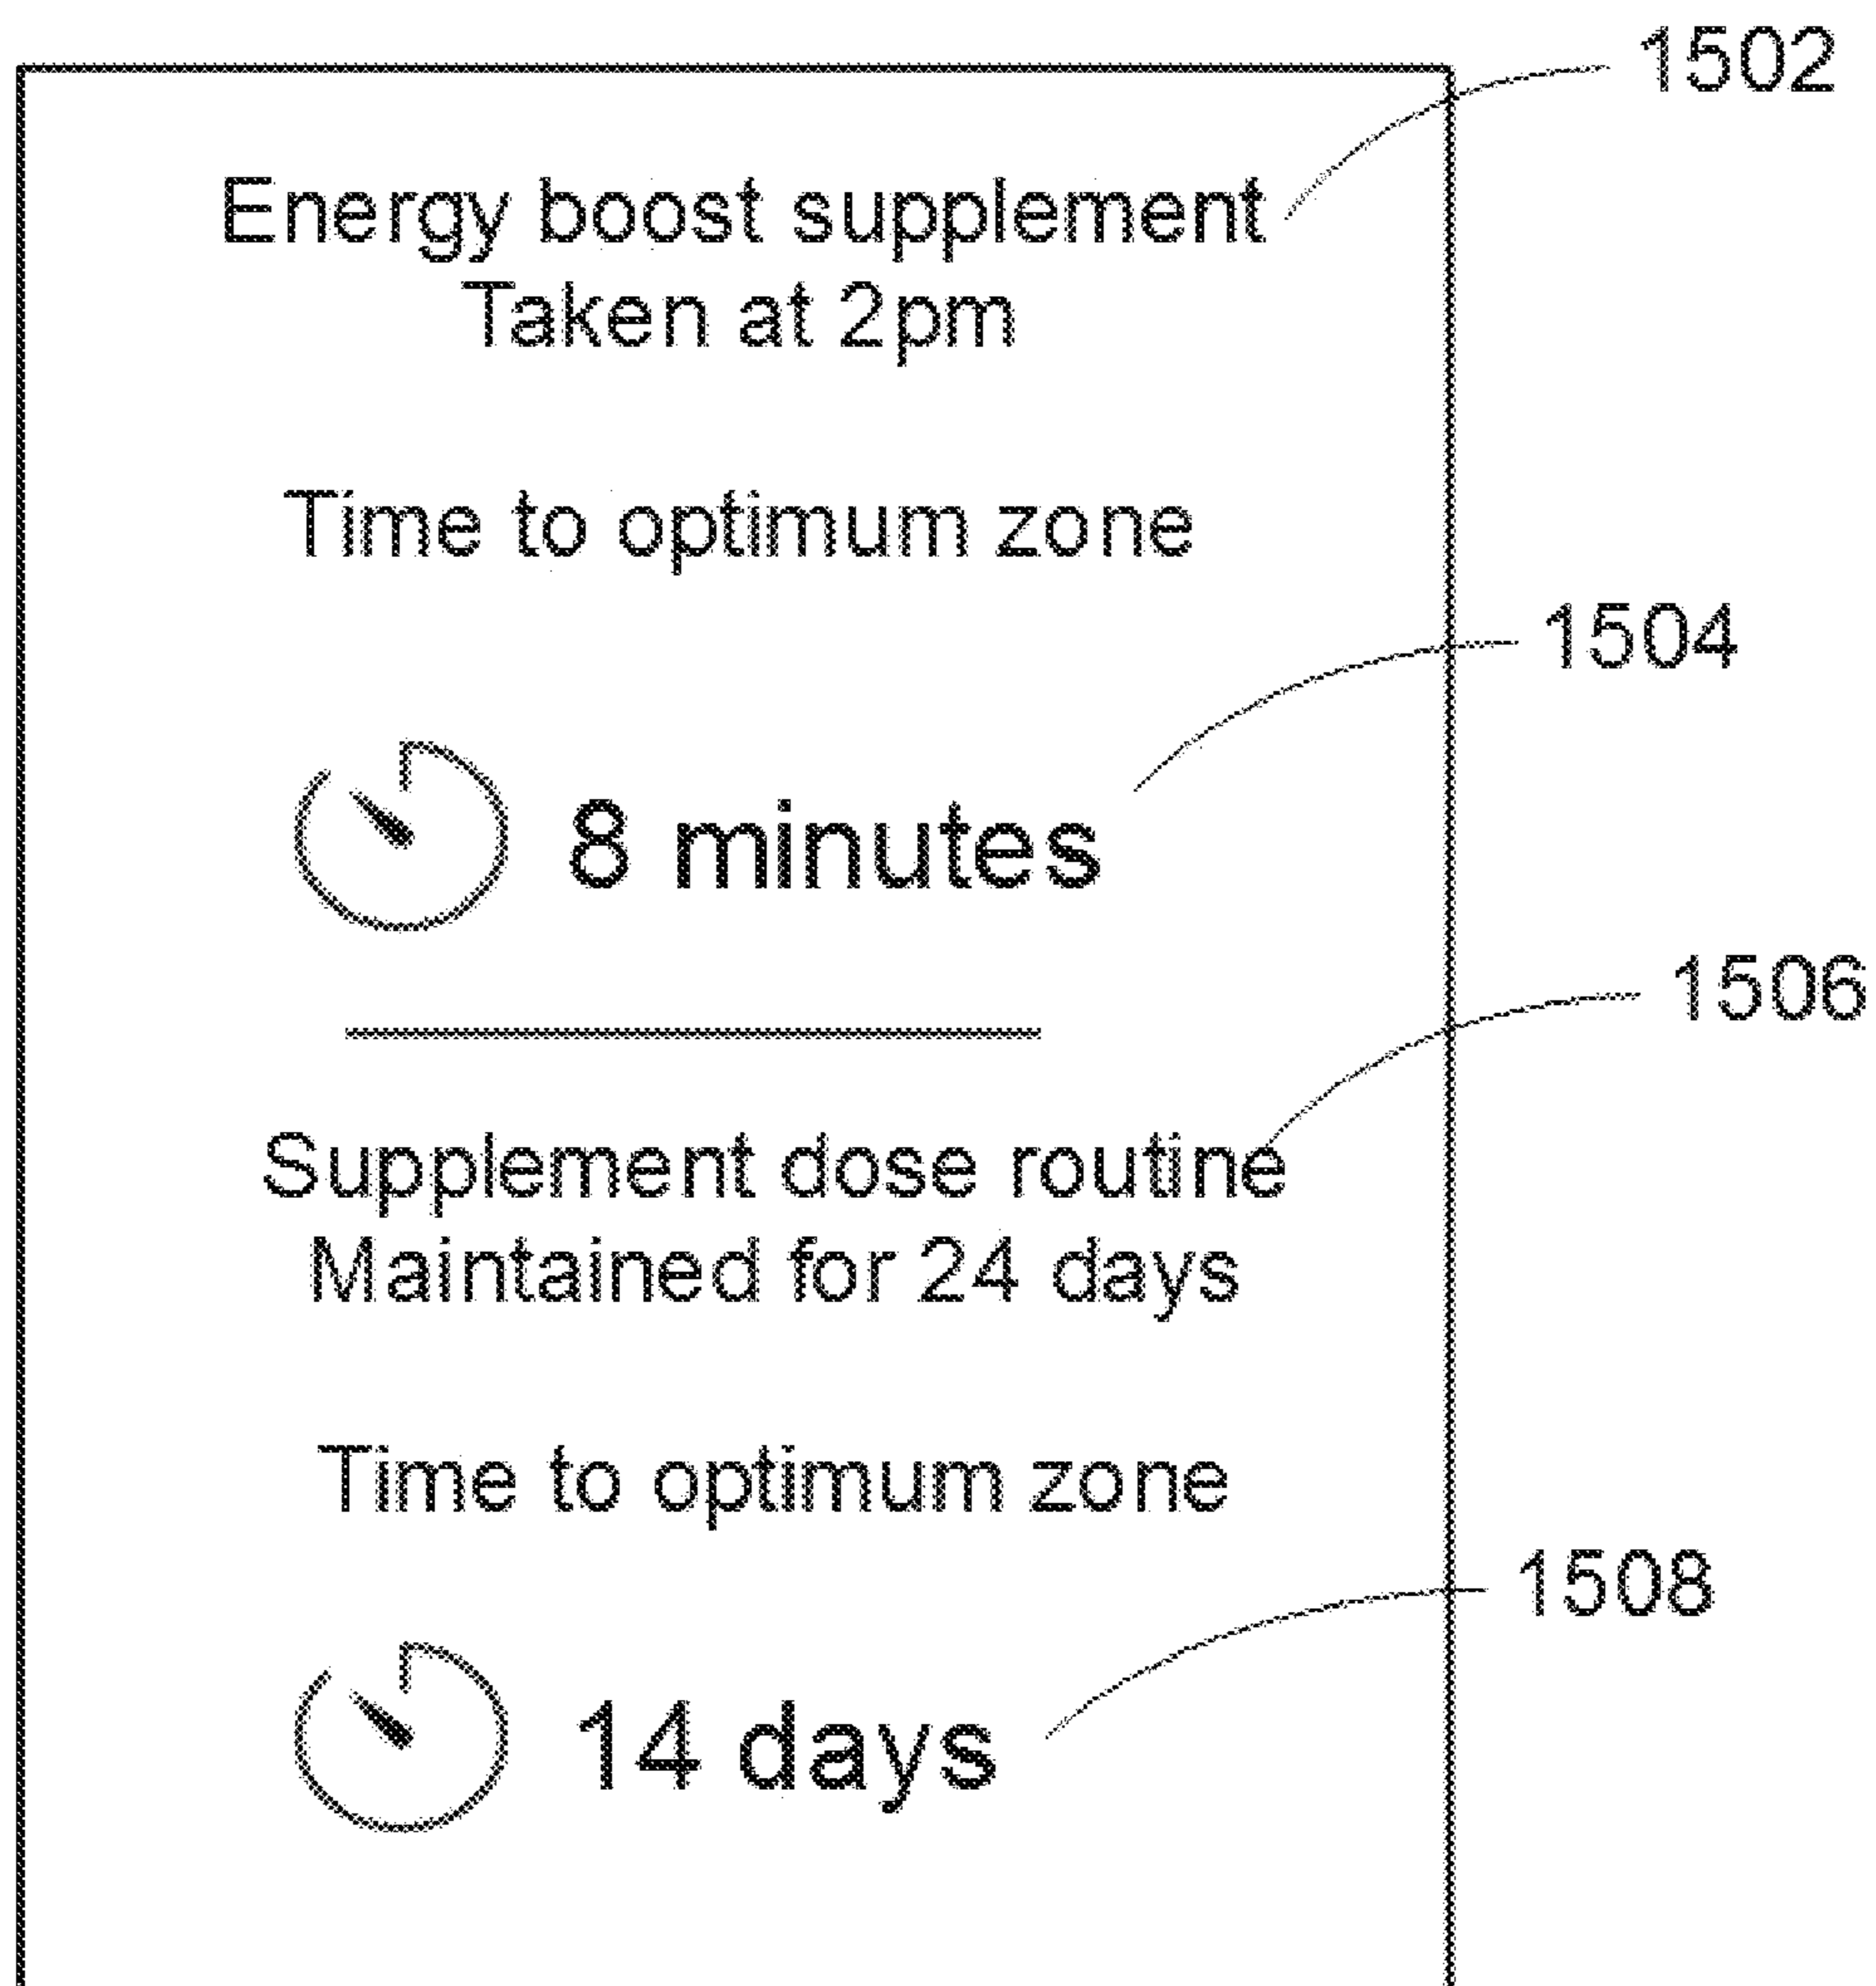 1502
Energy boost supplement
Taken at 2pm
Time to optimum zone
1504
8 minutes
1506
Supplement dose routine
Maintained for 24 days
Time to optimum zone
1508
14 days